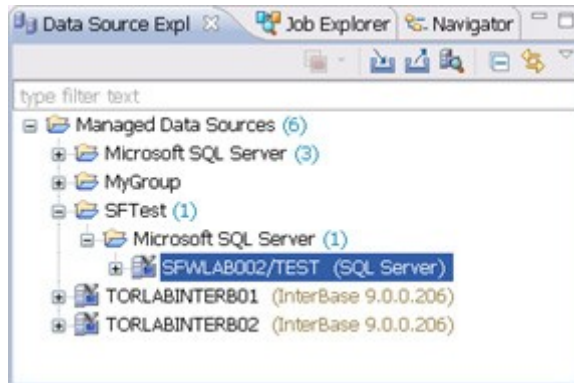 Data Source Expl Job Explorer Navigator
type filter text
Managed Data Sources (6)
Microsoft SQL Server (3)
MyGroup
SFTest (1)
Microsoft SQL Server (1)
SFWLAB002/TEST (SQL Server)
TORLABINTERB01 (InterBase 9.0.0.206)
TORLABINTERB02 (InterBase 9.0.0.206)